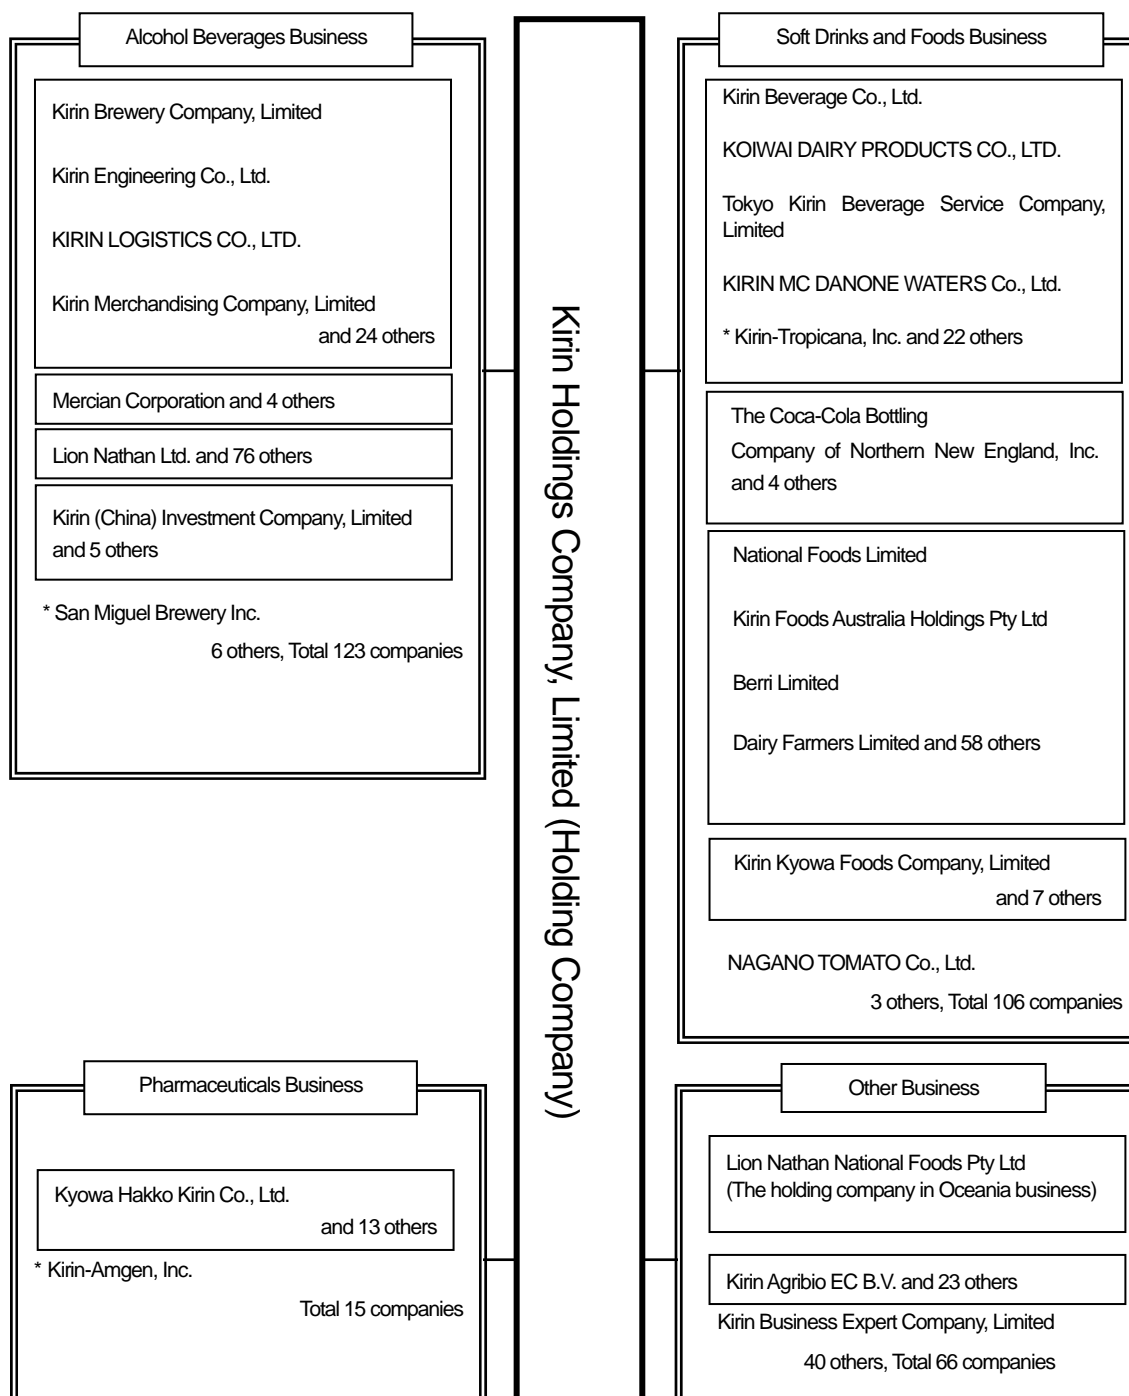 Alcohol Beverages Business
Kirin Brewery Company, Limited
Kirin Engineering Co., Ltd.
KIRIN LOGISTICS CO., LTD.
Kirin Merchandising Company, Limited
and 24 others
Mercian Corporation and 4 others
Lion Nathan Ltd. and 76 others
Kirin (China) Investment Company, Limited
and 5 others
* San Miguel Brewery Inc.
6 others, Total 123 companies
Kirin Holdings Company, Limited (Holding Company)
Soft Drinks and Foods Business
Kirin Beverage Co., Ltd.
KOIWAI DAIRY PRODUCTS CO., LTD.
Tokyo Kirin Beverage Service Company,
Limited
KIRIN MC DANONE WATERS Co., Ltd.
* Kirin-Tropicana, Inc. and 22 others
The Coca-Cola Bottling
Company of Northern New England, Inc.
and 4 others
National Foods Limited
Kirin Foods Australia Holdings Pty Ltd
Berri Limited
Dairy Farmers Limited and 58 others
Kirin Kyowa Foods Company, Limited
and 7 others
NAGANO TOMATO Co., Ltd.
3 others, Total 106 companies
Pharmaceuticals Business
Kyowa Hakko Kirin Co., Ltd.
and 13 others
* Kirin-Amgen, Inc.
Total 15 companies
Other Business
Lion Nathan National Foods Pty Ltd
(The holding company in Oceania business)
Kirin Agribio EC B.V. and 23 others
Kirin Business Expert Company, Limited
40 others, Total 66 companies